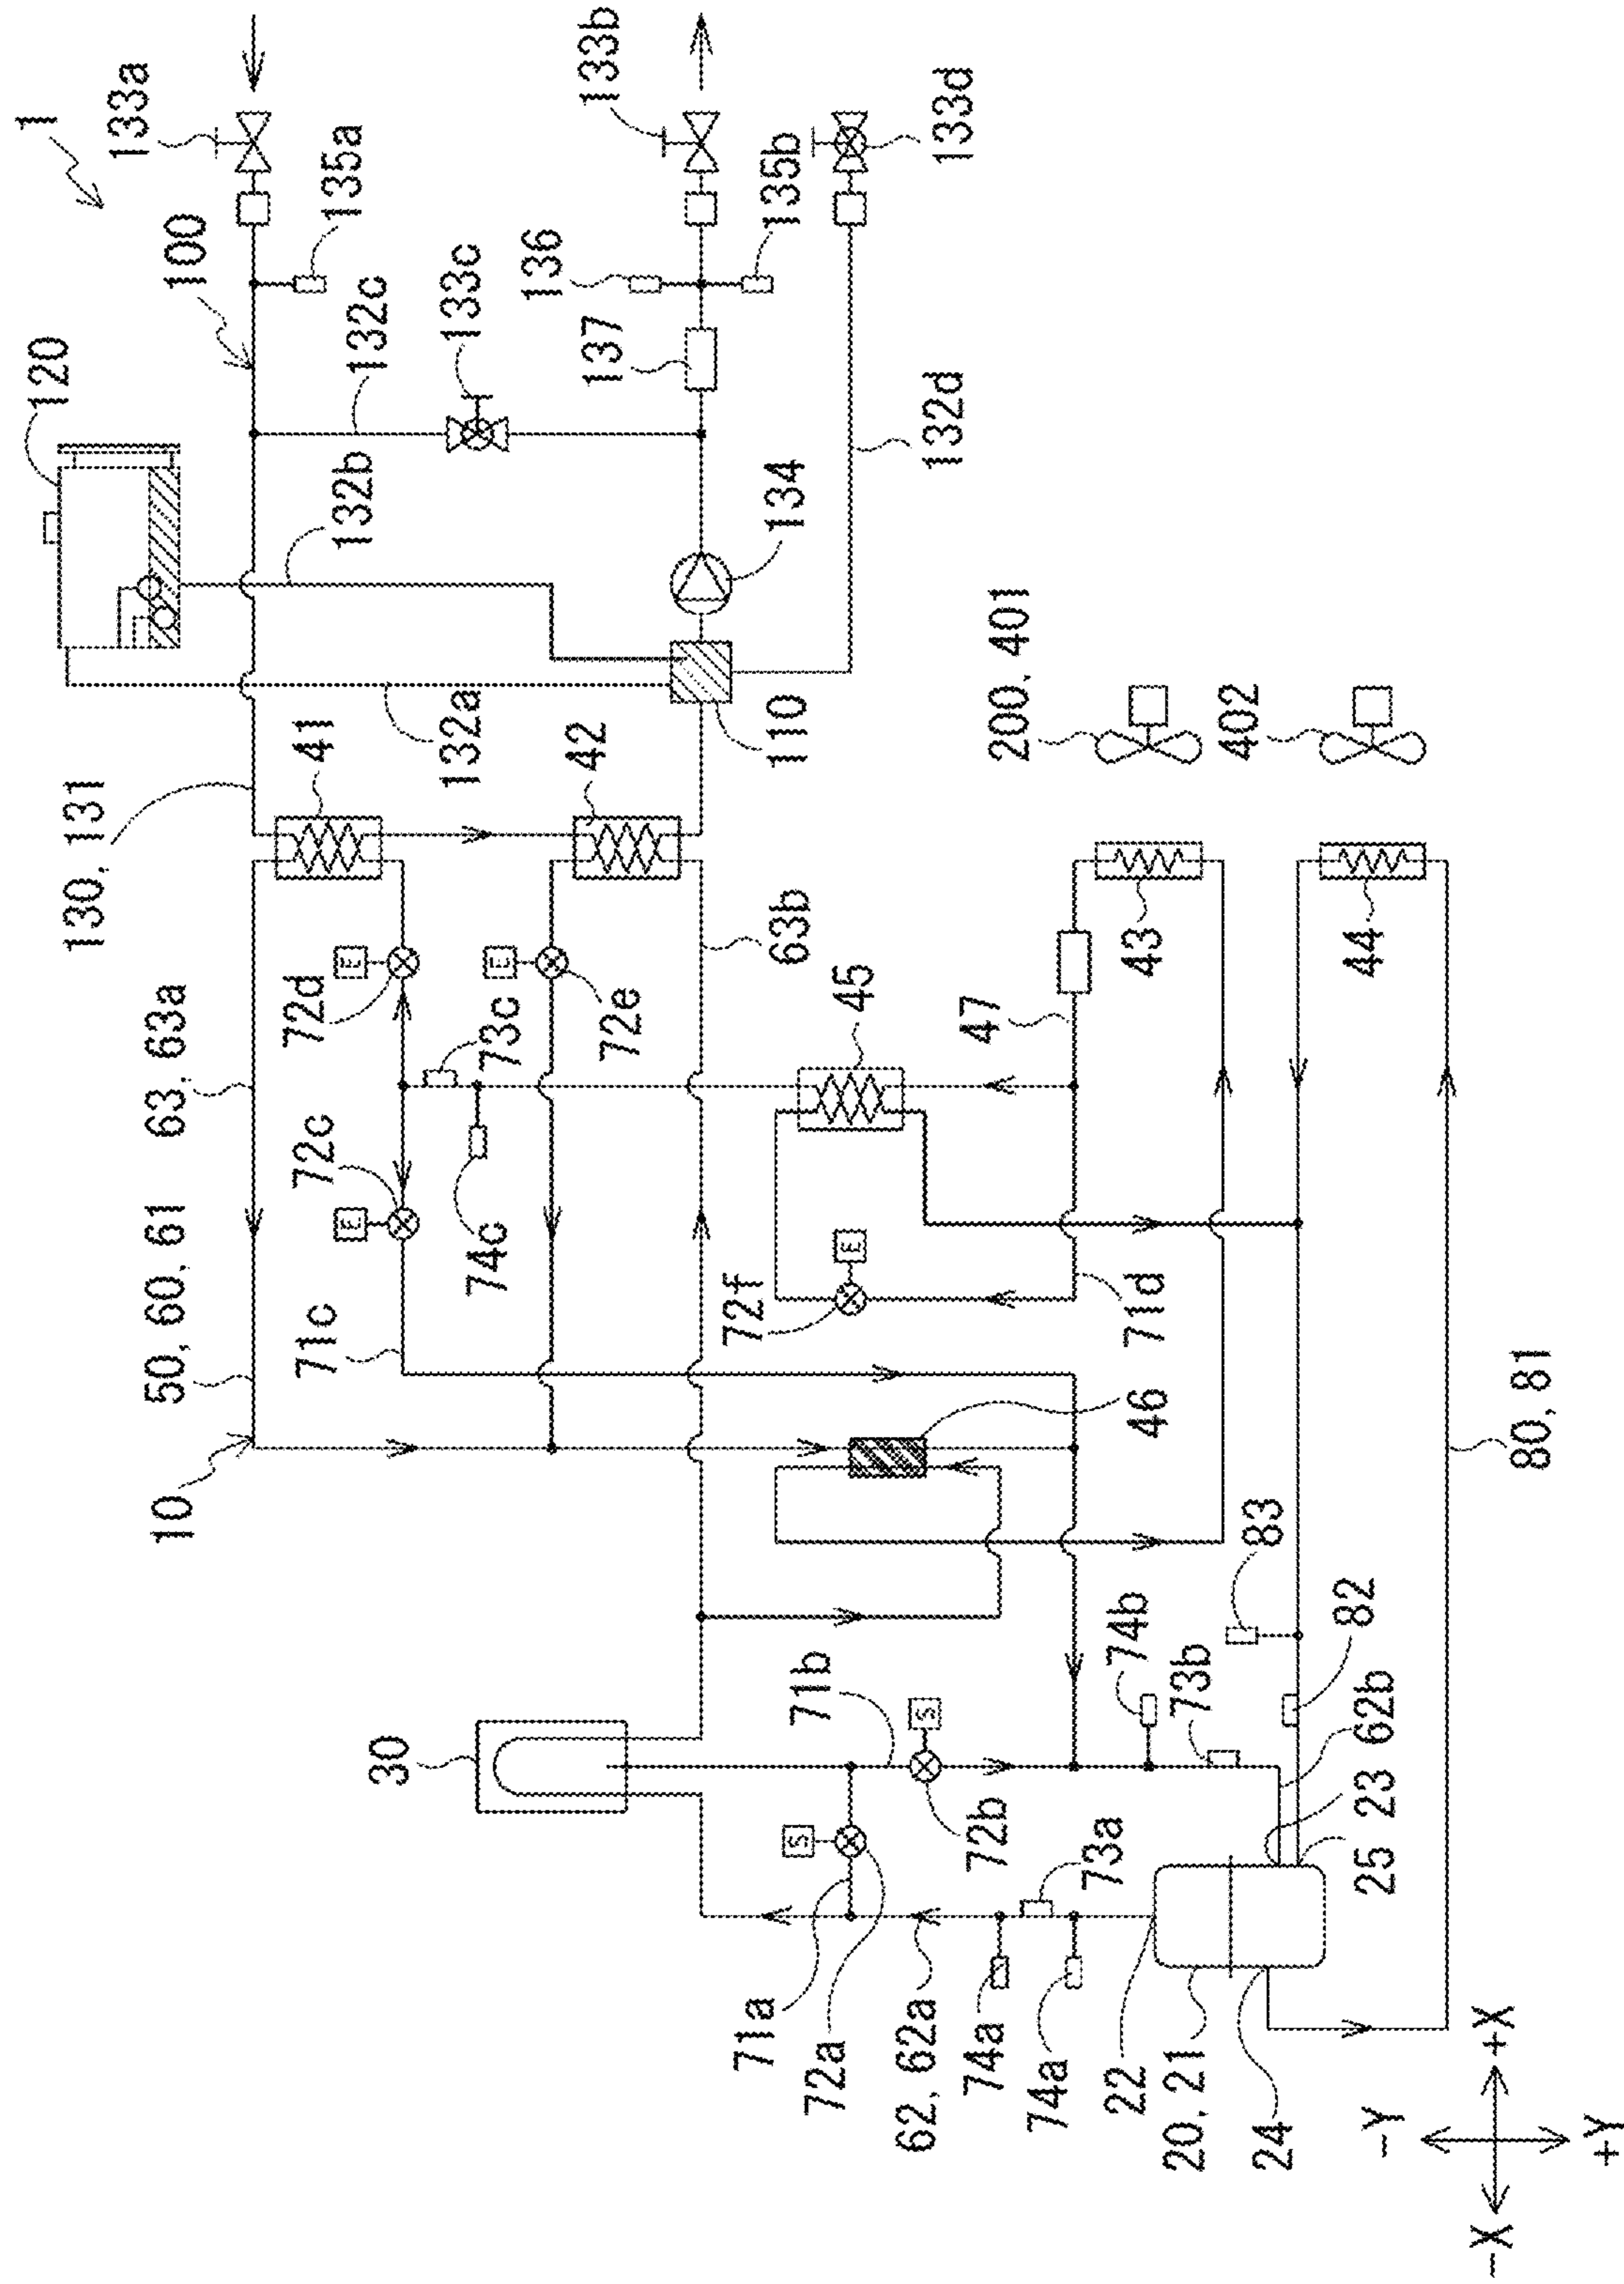 1
133a
135a
100
132c
133c
120
132b
133b
136
135b
137
133d
132d
134
130, 131
41
132a
42
110
200, 401
402
63, 63a
E
72d
E
73c
72e
63b
45
47
43
44
50, 60, 61
72c
E
74c
71c
72f
E
71d
46
80, 81
10
30
71b
S
72b
74b
73b
83
82
62b
23
25
S
73a
71a
72a
62, 62a
74a
74a
22
20, 21
24
+X
-Y
+Y
-X